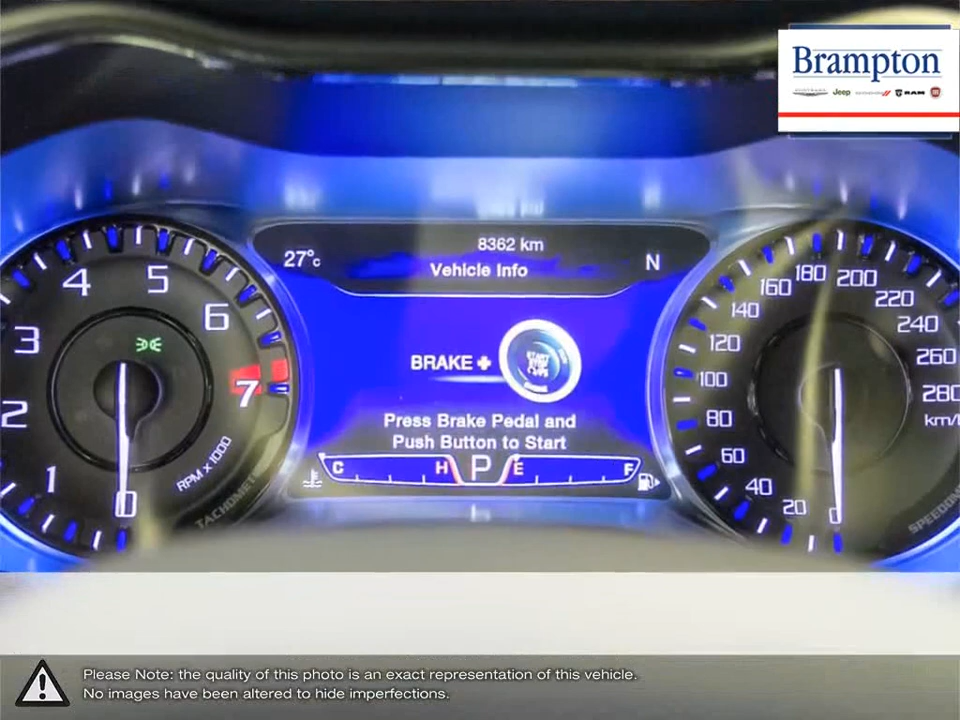 Brampton
Jeep
RAM
8362 km
27°c
Vehicle Info
N
BRAKE +
START
STOP
Press Brake Pedal and
Push Button to Start
C H P E F
0 1 2 3 4 5 6 7
RPM x 1000
TACHOMET
0 20 40 60 80 100 120 140 160 180 200 220 240 260 280
km/
SPEEDOM
Please Note: the quality of this photo is an exact representation of this vehicle.
No images have been altered to hide imperfections.